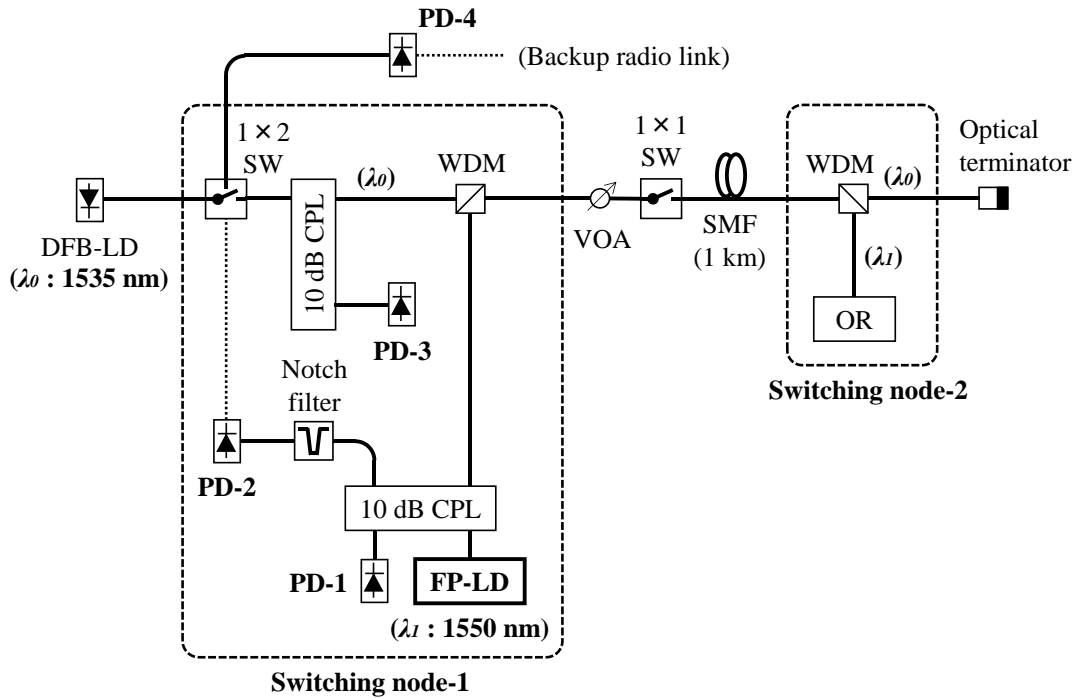 PD-4
(Backup radio link)
1 × 2
SW
(λ0)
WDM
1 × 1
SW
WDM
(λ0)
Optical
terminator
DFB-LD
(λ0 : 1535 nm)
10 dB CPL
VOA
SMF
(1 km)
(λ1)
OR
PD-3
Switching node-2
Notch
filter
PD-2
10 dB CPL
PD-1
FP-LD
(λ1 : 1550 nm)
Switching node-1